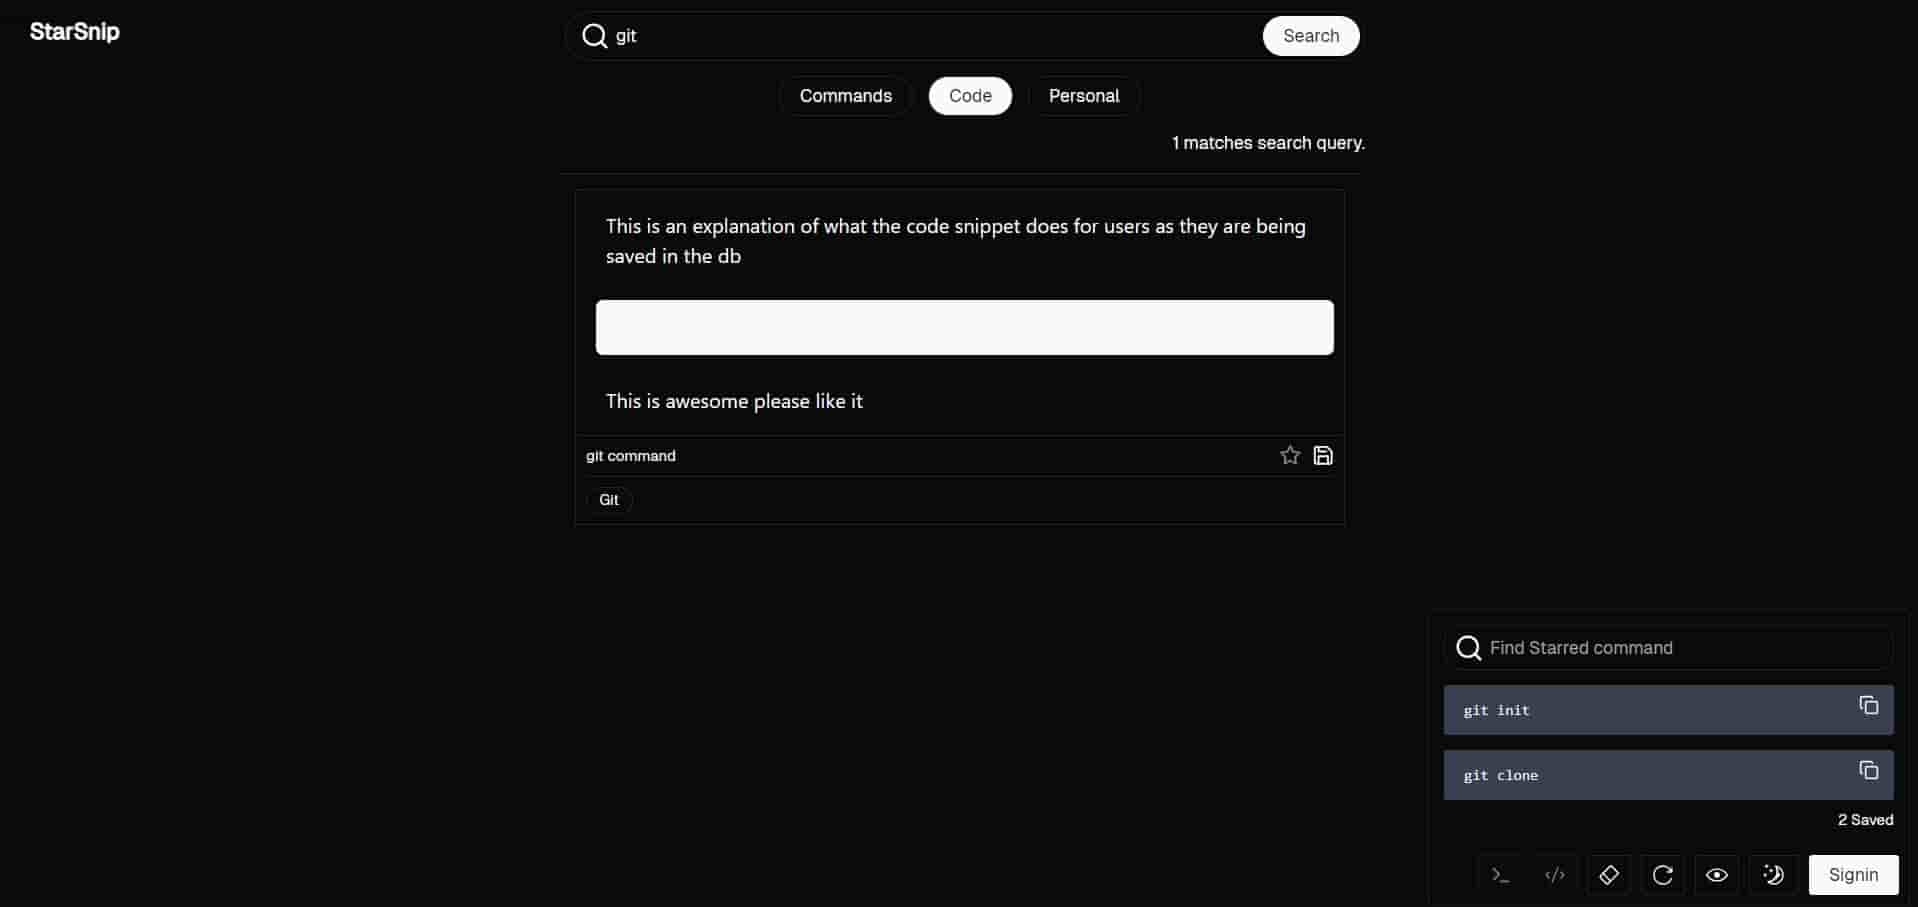 StarSnip
git
Search
Commands
Code
Personal
1 matches search query.
This is an explanation of what the code snippet does for users as they are being
saved in the db
This is awesome please like it
git command
Git
Find Starred command
git init
git clone
2 Saved
>_
</>
Signin